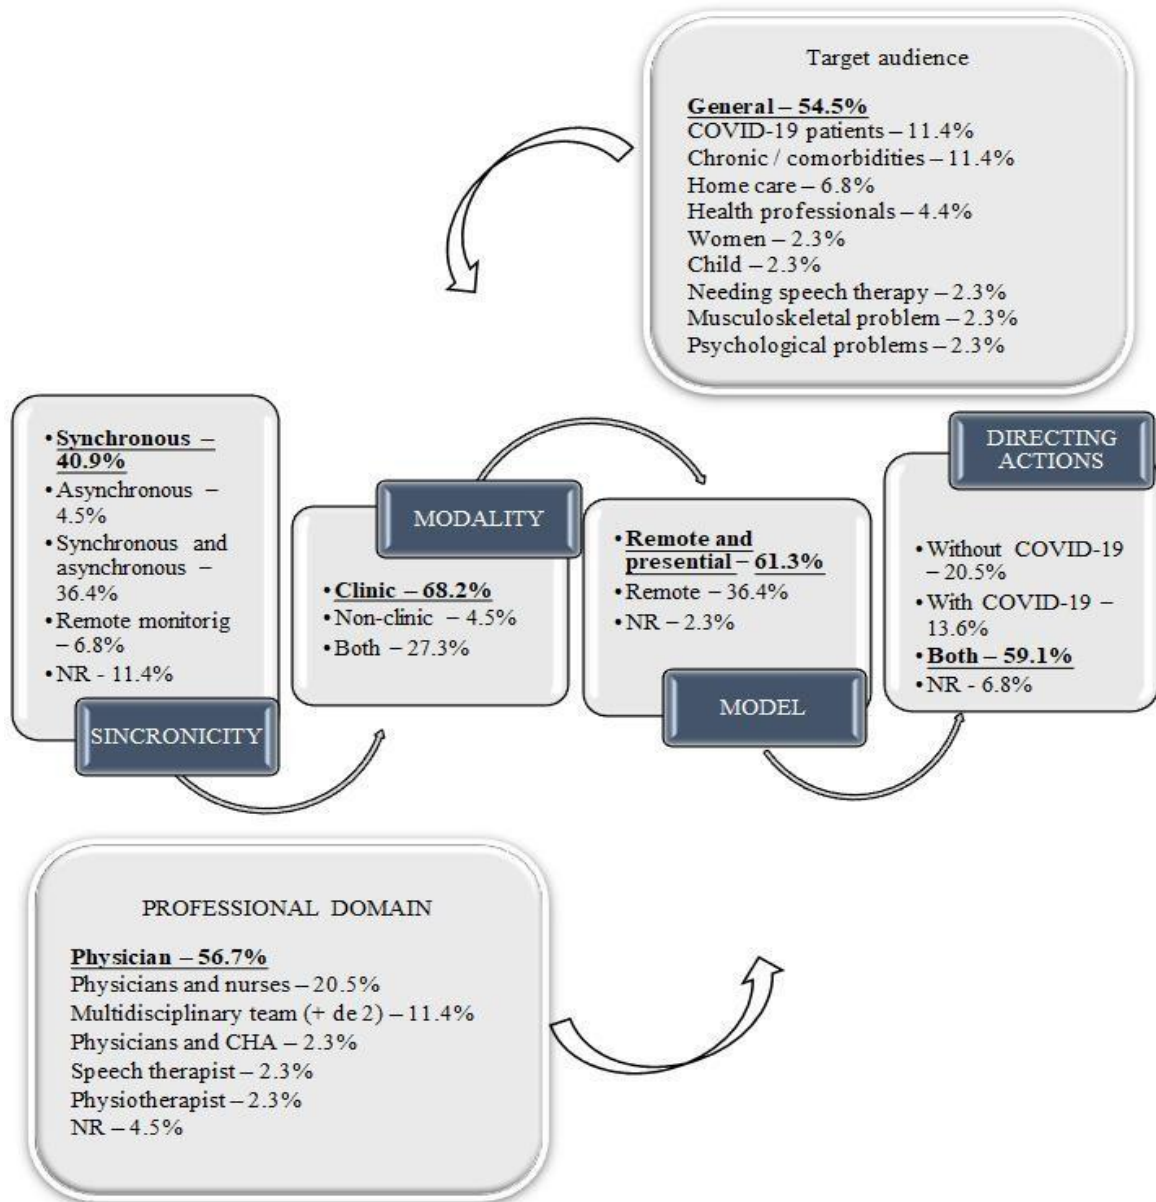 Target audience
General – 54.5%
COVID-19 patients – 11.4%
Chronic / comorbidities – 11.4%
Home care – 6.8%
Health professionals – 4.4%
Women – 2.3%
Child – 2.3%
Needing speech therapy – 2.3%
Musculoskeletal problem – 2.3%
Psychological problems – 2.3%
•Synchronous –
40.9%
•Asynchronous –
4.5%
•Synchronous and
asynchronous –
36.4%
•Remote monitorig
– 6.8%
•NR - 11.4%
SINCRONICITY
MODALITY
•Clinic – 68.2%
•Non-clinic – 4.5%
•Both – 27.3%
•Remote and
presential – 61.3%
•Remote – 36.4%
•NR – 2.3%
MODEL
DIRECTING
ACTIONS
•Without COVID-19
– 20.5%
•With COVID-19 –
13.6%
•Both – 59.1%
•NR - 6.8%
PROFESSIONAL DOMAIN
Physician – 56.7%
Physicians and nurses – 20.5%
Multidisciplinary team (+ de 2) – 11.4%
Physicians and CHA – 2.3%
Speech therapist – 2.3%
Physiotherapist – 2.3%
NR – 4.5%